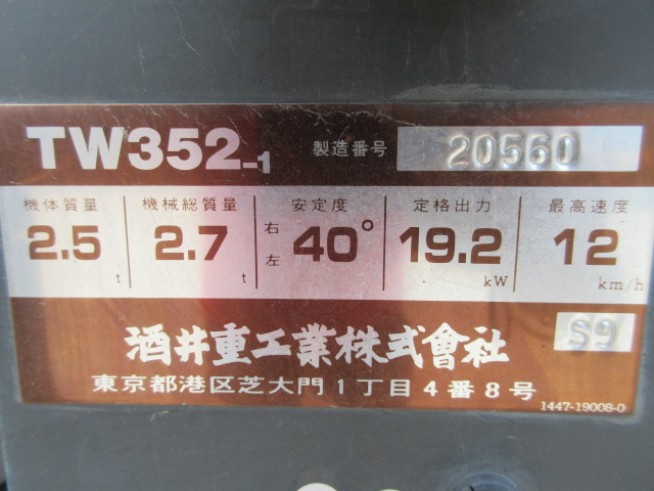 TW352-1 製造番号 20560
機体質量 機械総質量 安定度 定格出力 最高速度
2.5 t 2.7 t 右左 40° 19.2 kW 12 km/h
酒井重工業株式會社 S9
東京都港区芝大門1丁目4番8号
1447-19008-0